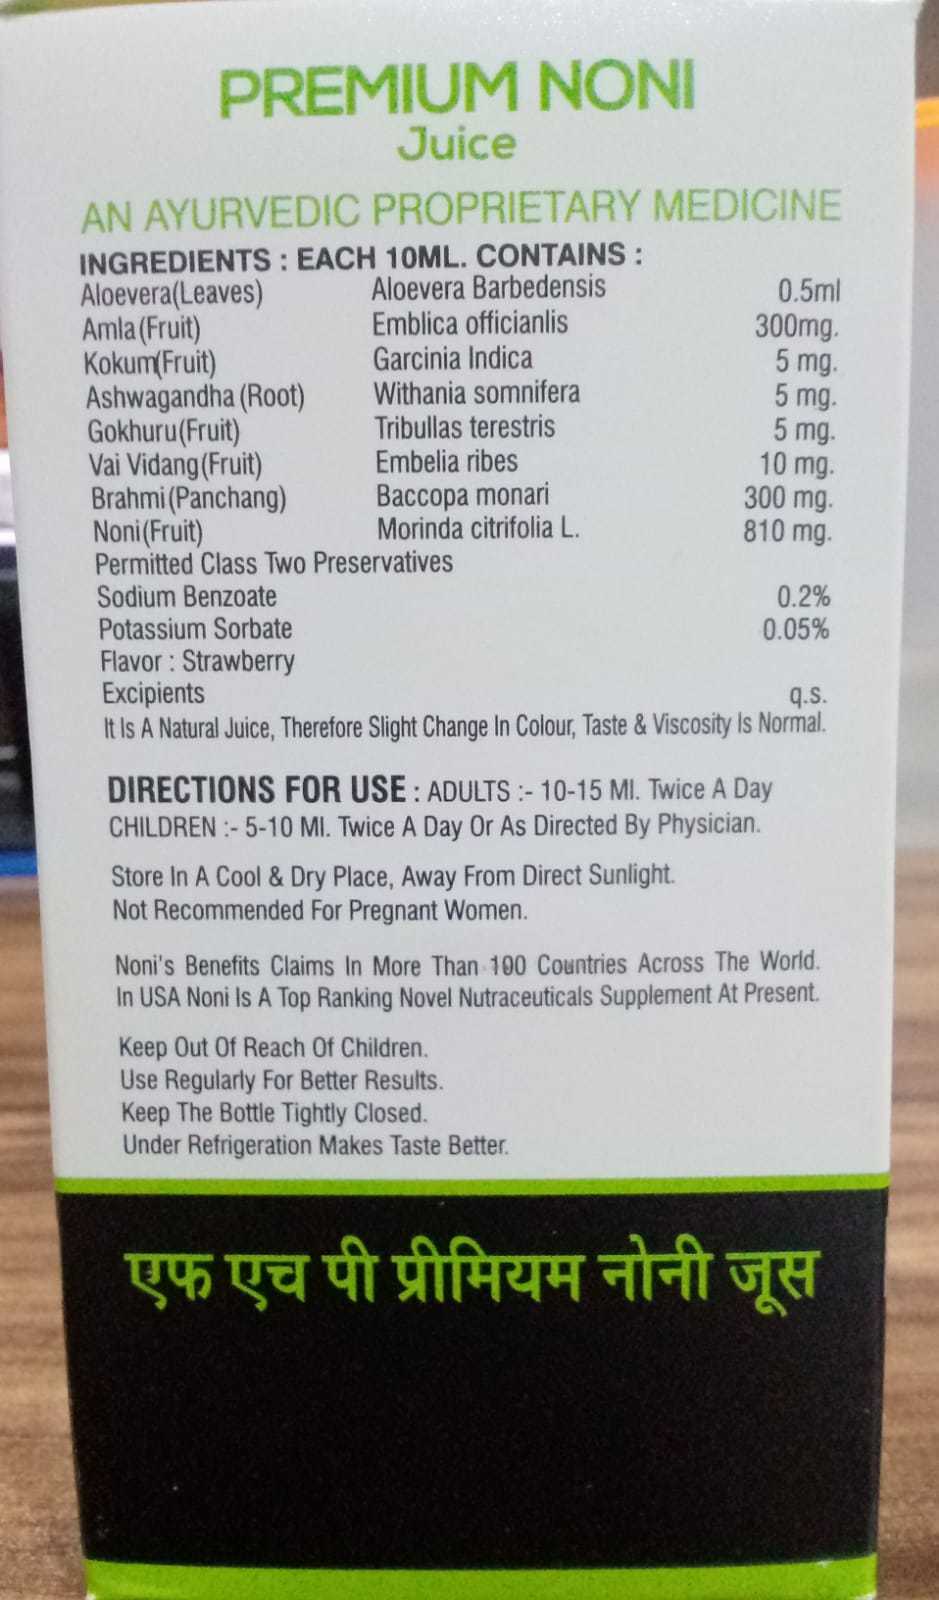 PREMIUM NONI
Juice
AN AYURVEDIC PROPRIETARY MEDICINE
INGREDIENTS : EACH 10ML. CONTAINS :
Aloevera(Leaves) Aloevera Barbedensis 0.5ml
Amla(Fruit) Emblica officianlis 300mg.
Kokum(Fruit) Garcinia Indica 5 mg.
Ashwagandha (Root) Withania somnifera 5 mg.
Gokhuru(Fruit) Tribullas terestris 5 mg.
Vai Vidang(Fruit) Embelia ribes 10 mg.
Brahmi(Panchang) Baccopa monari 300 mg.
Noni(Fruit) Morinda citrifolia L. 810 mg.
Permitted Class Two Preservatives
Sodium Benzoate 0.2%
Potassium Sorbate 0.05%
Flavor : Strawberry
Excipients q.s.
It Is A Natural Juice, Therefore Slight Change In Colour, Taste & Viscosity Is Normal.
DIRECTIONS FOR USE : ADULTS :- 10-15 Ml. Twice A Day
CHILDREN :- 5-10 Ml. Twice A Day Or As Directed By Physician.
Store In A Cool & Dry Place, Away From Direct Sunlight.
Not Recommended For Pregnant Women.
Noni's Benefits Claims In More Than 100 Countries Across The World.
In USA Noni Is A Top Ranking Novel Nutraceuticals Supplement At Present.
Keep Out Of Reach Of Children.
Use Regularly For Better Results.
Keep The Bottle Tightly Closed.
Under Refrigeration Makes Taste Better.
एफ एच पी प्रीमियम नोनी जूस